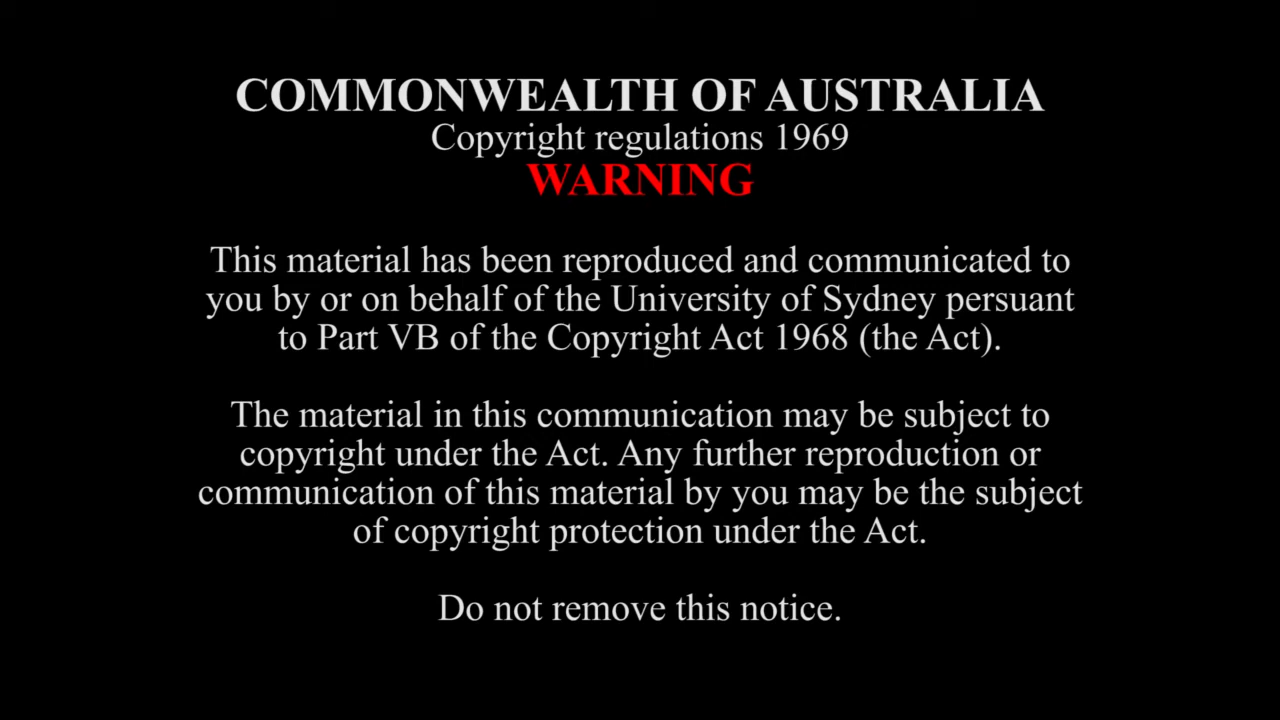 COMMONWEALTH OF AUSTRALIA
Copyright regulations 1969
WARNING
This material has been reproduced and communicated to
you by or on behalf of the University of Sydney persuant
to Part VB of the Copyright Act 1968 (the Act).
The material in this communication may be subject to
copyright under the Act. Any further reproduction or
communication of this material by you may be the subject
of copyright protection under the Act.
Do not remove this notice.